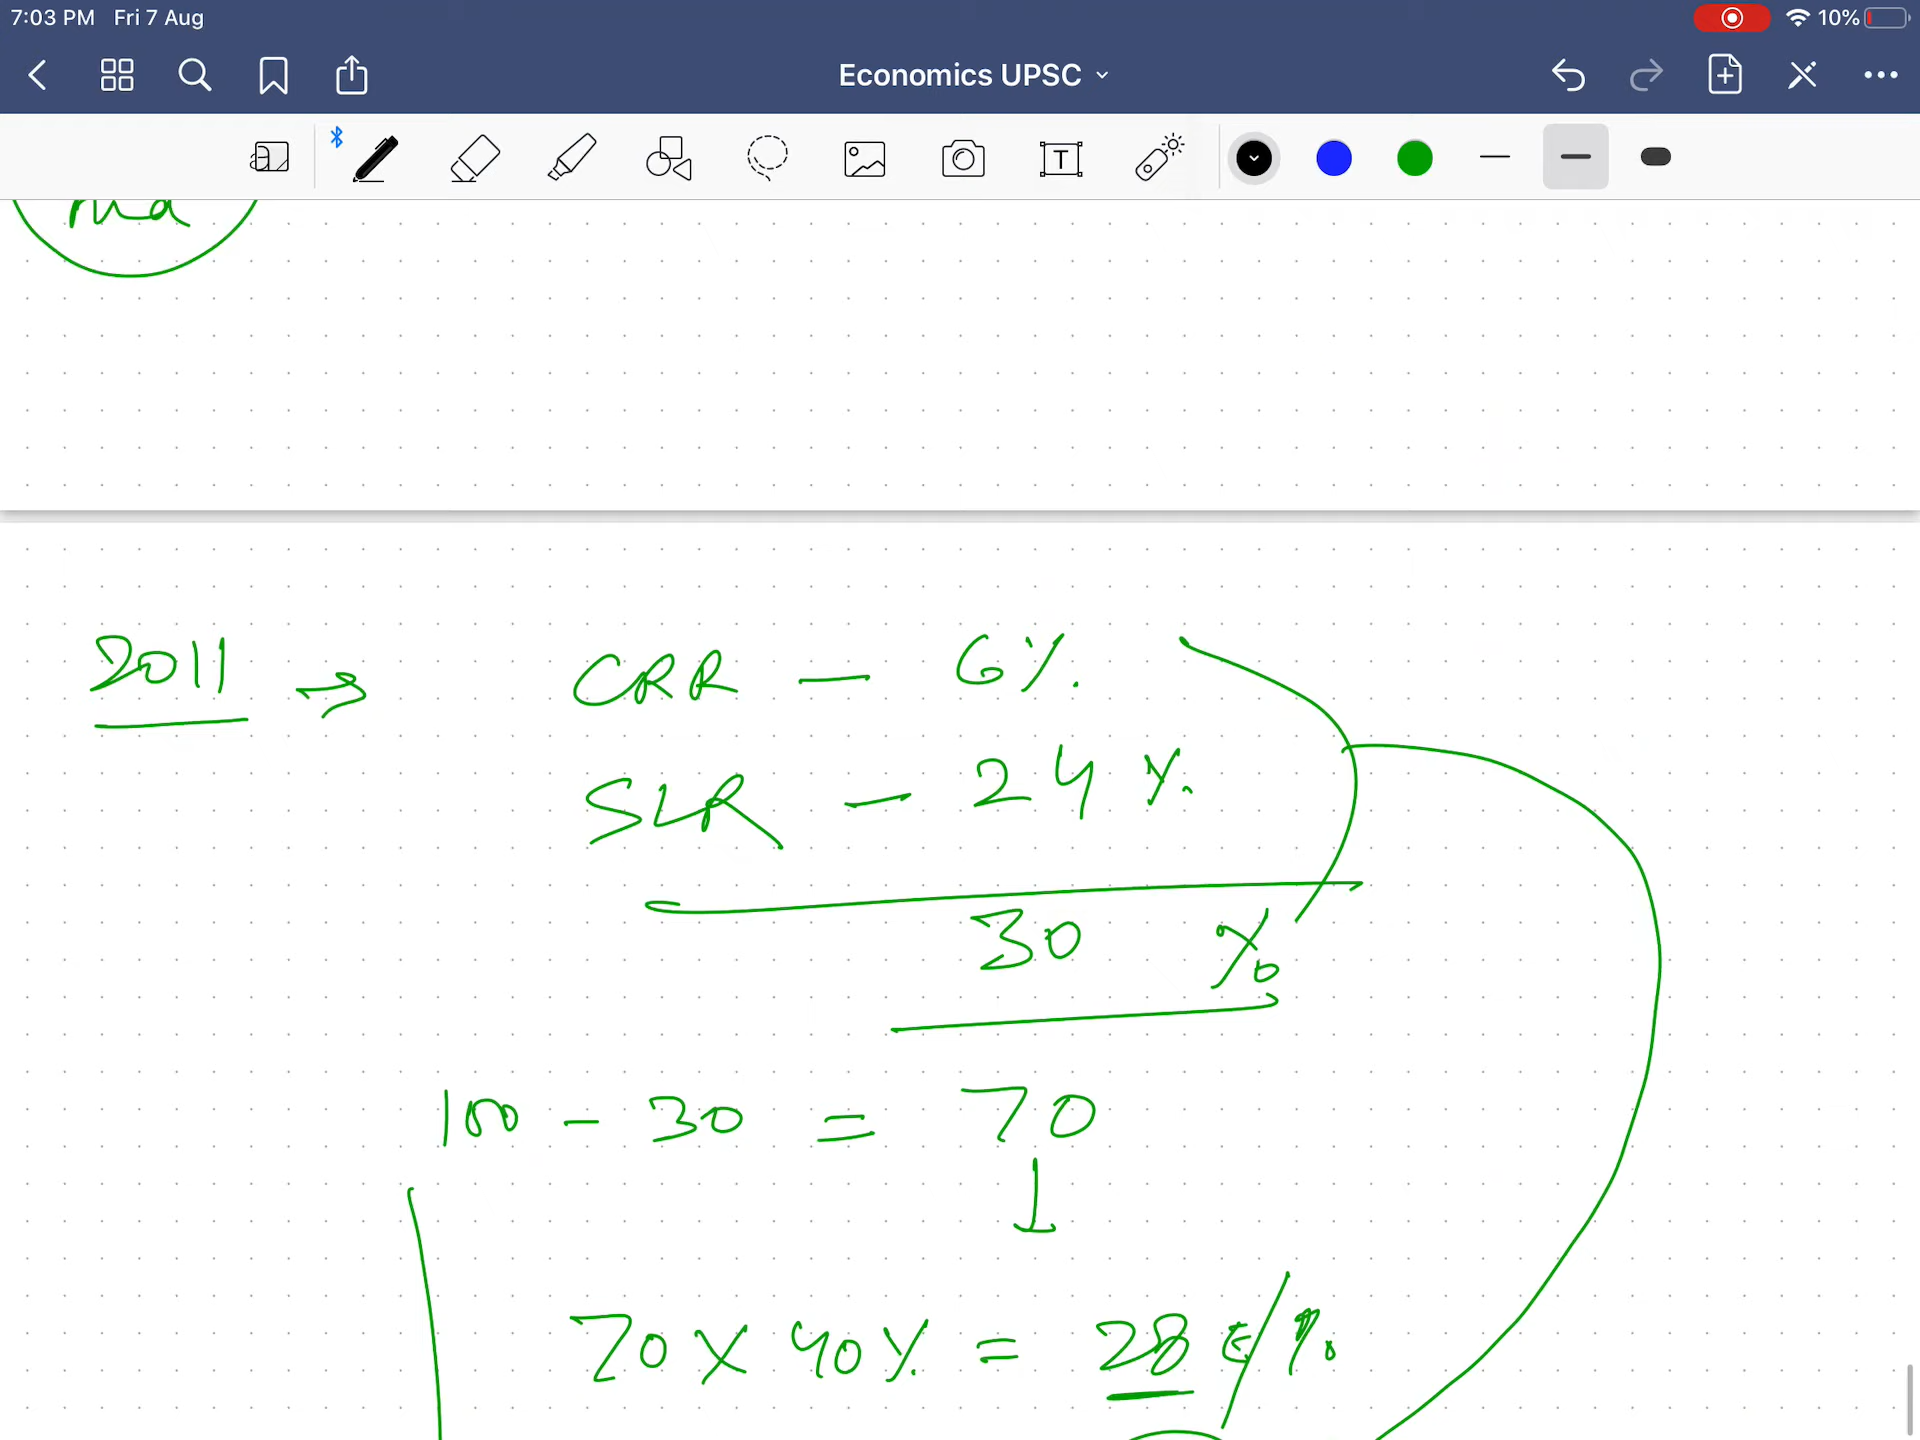 7:03 PM Fri 7 Aug
10%
Economics UPSC
a
T
2011 → CRR — 6%
SLR — 24%
30 %
100 - 30 = 70
70 X 40% = 28 %